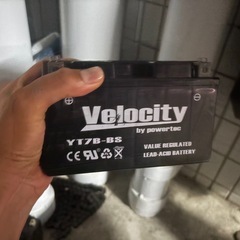 Velocity
by powertec
YT7B-BS
VALUE REGULATED
LEAD-ACID BATTERY